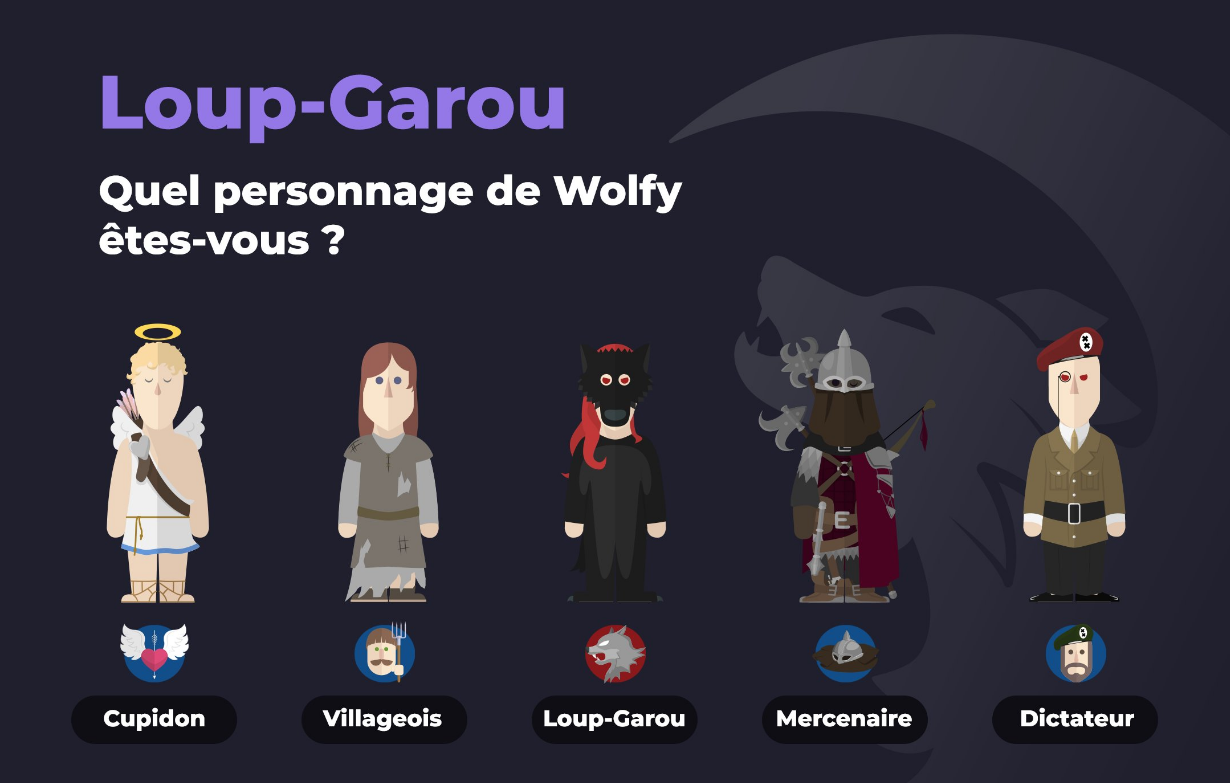 Loup-Garou
Quel personnage de Wolfy
êtes-vous ?
Cupidon
Villageois
Loup-Garou
Mercenaire
Dictateur